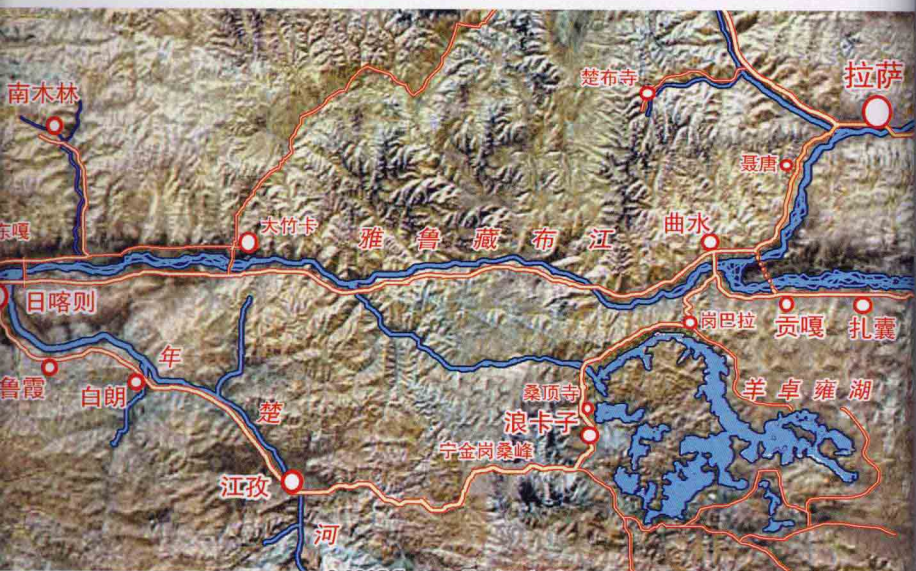 南木林
楚布寺
拉萨
聂唐
东嘎
大竹卡
雅鲁藏布江
曲水
日喀则
岗巴拉
贡嘎
扎囊
年
鲁霞
白朗
楚
桑顶寺
羊卓雍湖
浪卡子
宁金岗桑峰
江孜
河